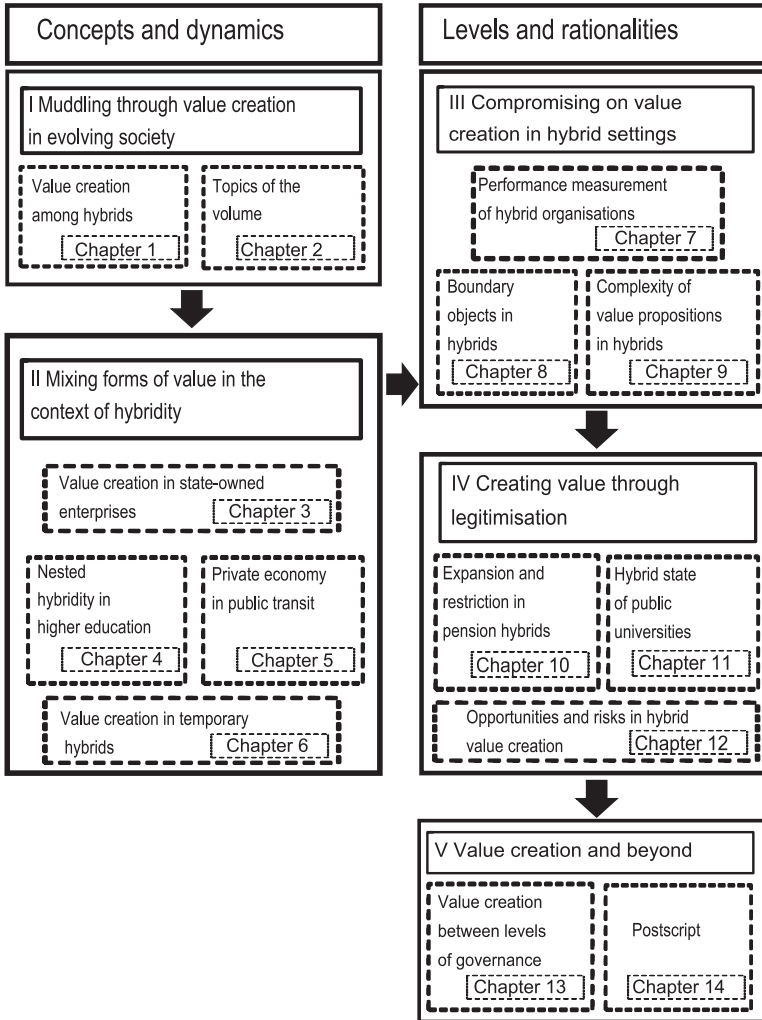 Concepts and dynamics
I Muddling through value creation
in evolving society
Value creation
among hybrids
Chapter 1
Topics of the
volume
Chapter 2
II Mixing forms of value in the
context of hybridity
Value creation in state-owned
enterprises
Chapter 3
Nested
hybridity in
higher education
Chapter 4
Private economy
in public transit
Chapter 5
Value creation in temporary
hybrids
Chapter 6
Levels and rationalities
III Compromising on value
creation in hybrid settings
Performance measurement
of hybrid organisations
Chapter 7
Boundary
objects in
hybrids
Chapter 8
Complexity of
value propositions
in hybrids
Chapter 9
IV Creating value through
legitimisation
Expansion and
restriction in
pension hybrids
Chapter 10
Hybrid state
of public
universities
Chapter 11
Opportunities and risks in hybrid
value creation
Chapter 12
V Value creation and beyond
Value creation
between levels
of governance
Chapter 13
Postscript
Chapter 14